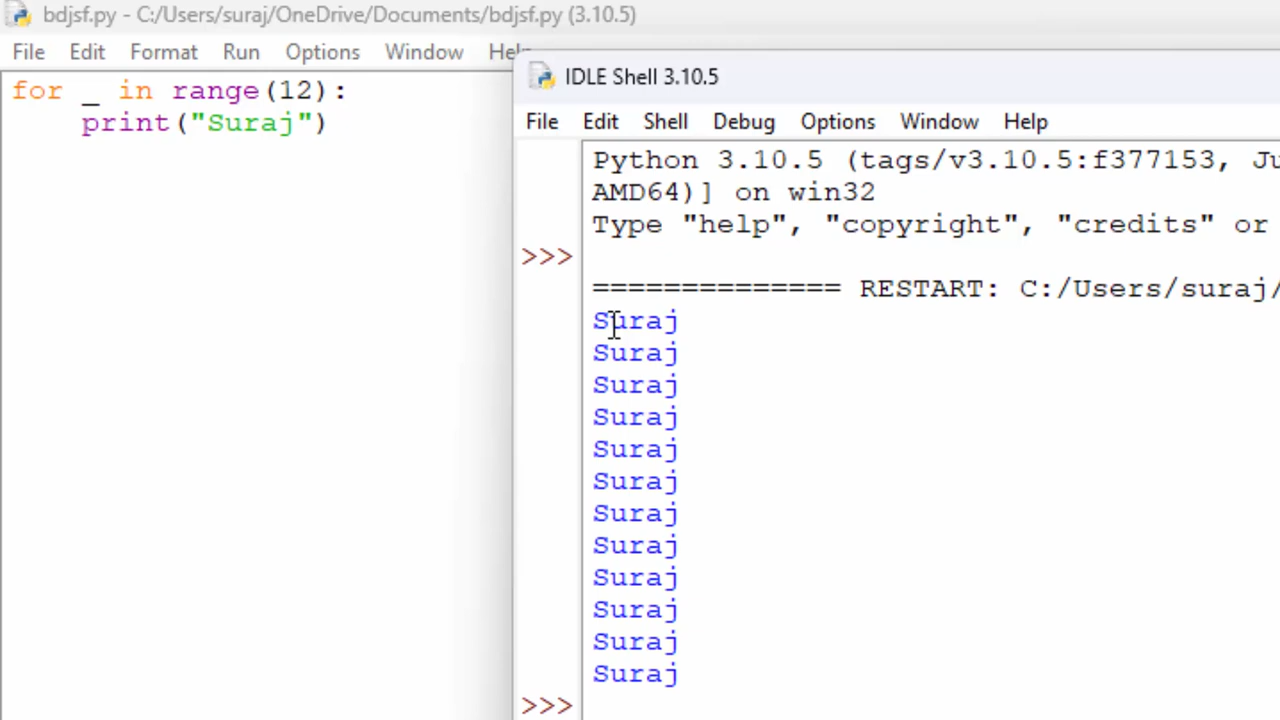 bdjsf.py - C:/Users/suraj/OneDrive/Documents/bdjsf.py (3.10.5)
File Edit Format Run Options Window Help
for _ in range(12):
    print("Suraj")
IDLE Shell 3.10.5
File Edit Shell Debug Options Window Help
Python 3.10.5 (tags/v3.10.5:f377153, Ju
AMD64)] on win32
Type "help", "copyright", "credits" or
>>>
============== RESTART: C:/Users/suraj/
Suraj
Suraj
Suraj
Suraj
Suraj
Suraj
Suraj
Suraj
Suraj
Suraj
Suraj
Suraj
>>>